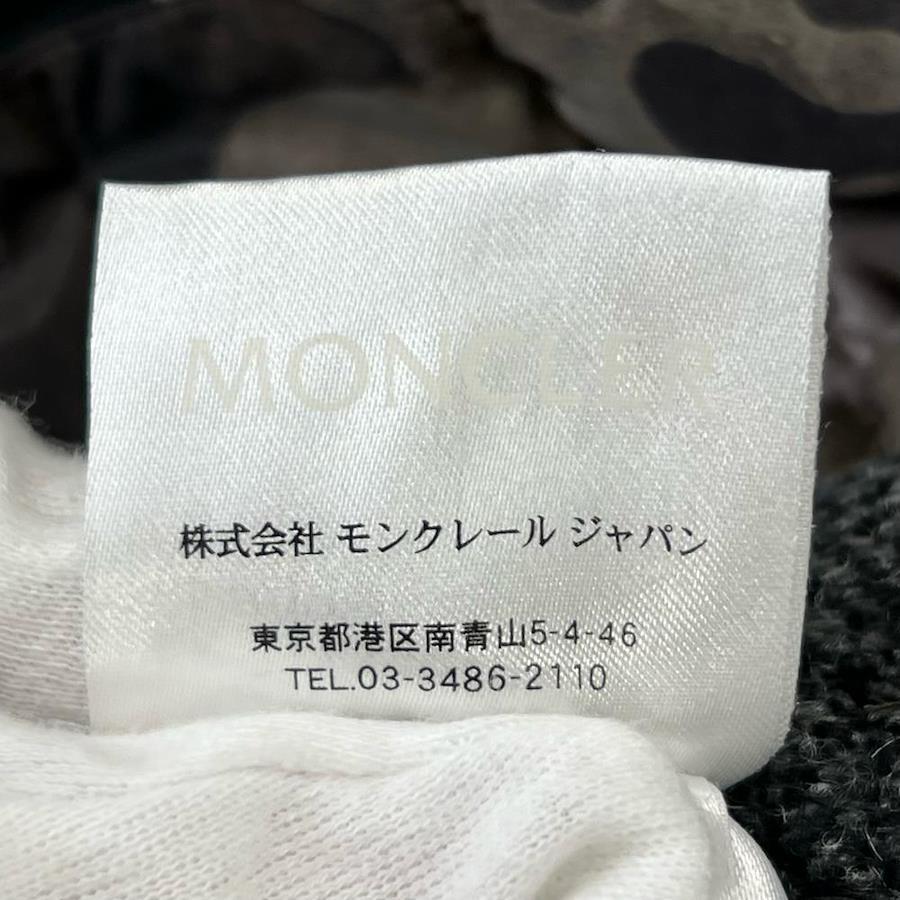 MONCLER
株式会社 モンクレール ジャパン
東京都港区南青山5-4-46
TEL.03-3486-2110